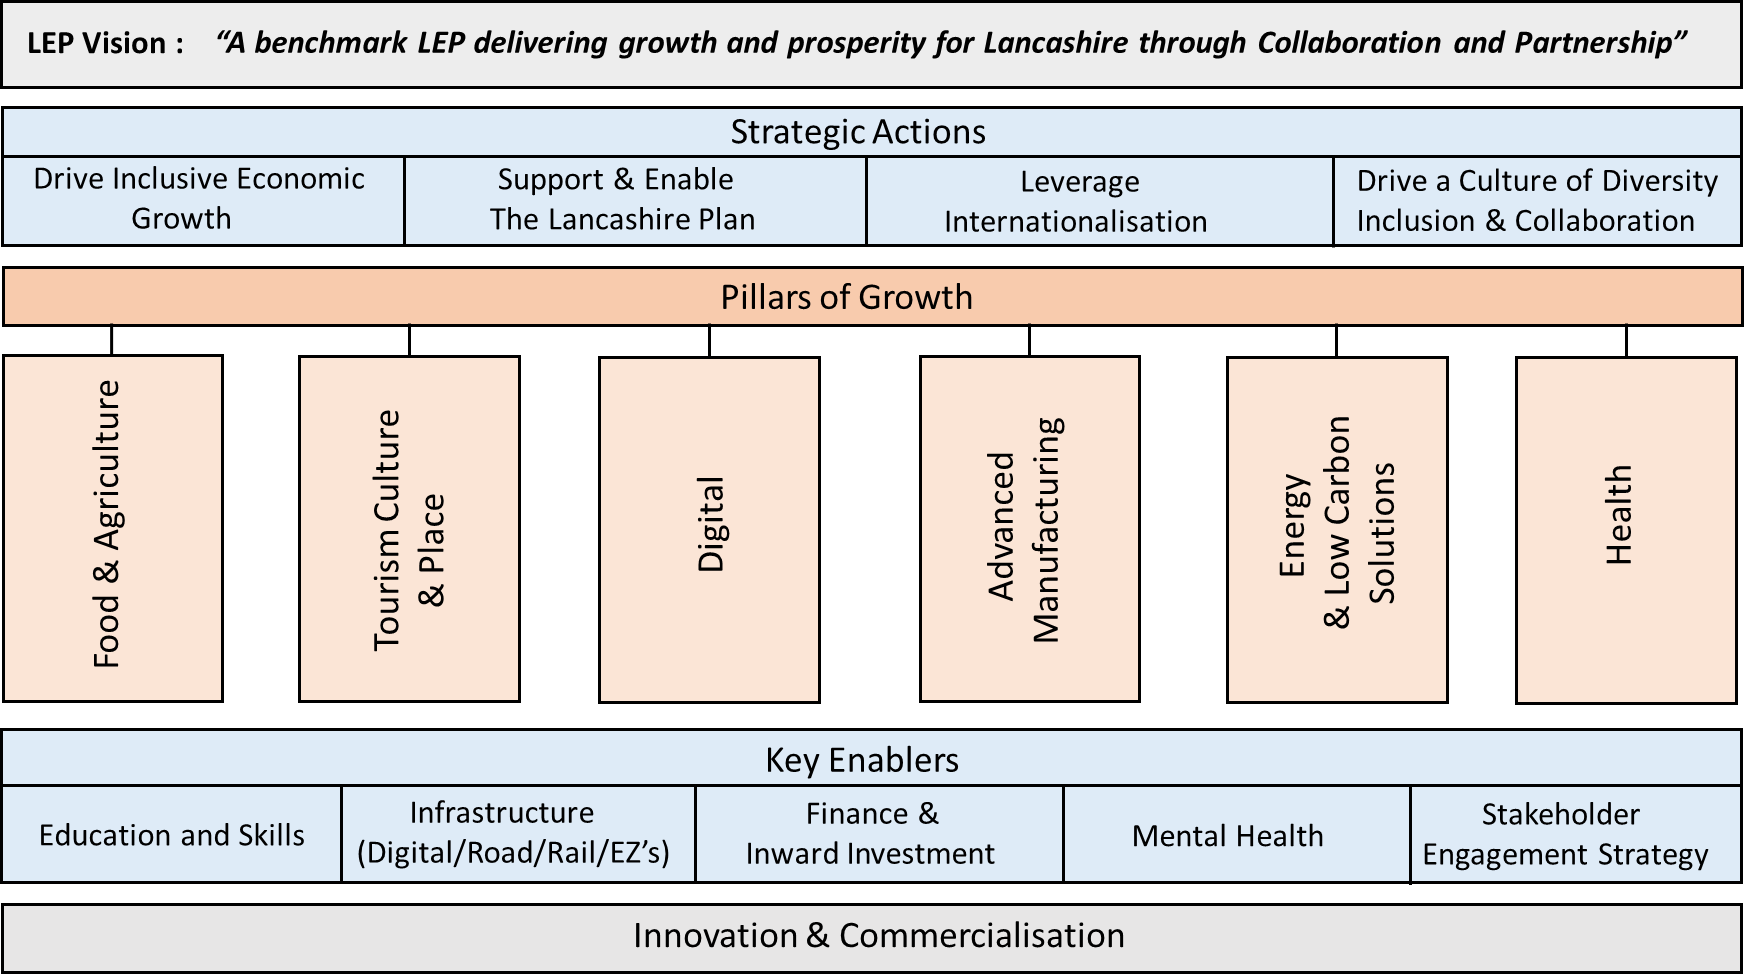 LEP Vision : “A benchmark LEP delivering growth and prosperity for Lancashire through Collaboration and Partnership”
Strategic Actions
Drive Inclusive Economic
Growth
Support & Enable
The Lancashire Plan
Leverage
Internationalisation
Drive a Culture of Diversity
Inclusion & Collaboration
Pillars of Growth
Food & Agriculture
Tourism Culture
& Place
Digital
Advanced
Manufacturing
Energy
& Low Carbon
Solutions
Health
Key Enablers
Education and Skills
Infrastructure
(Digital/Road/Rail/EZ’s)
Finance &
Inward Investment
Mental Health
Stakeholder
Engagement Strategy
Innovation & Commercialisation